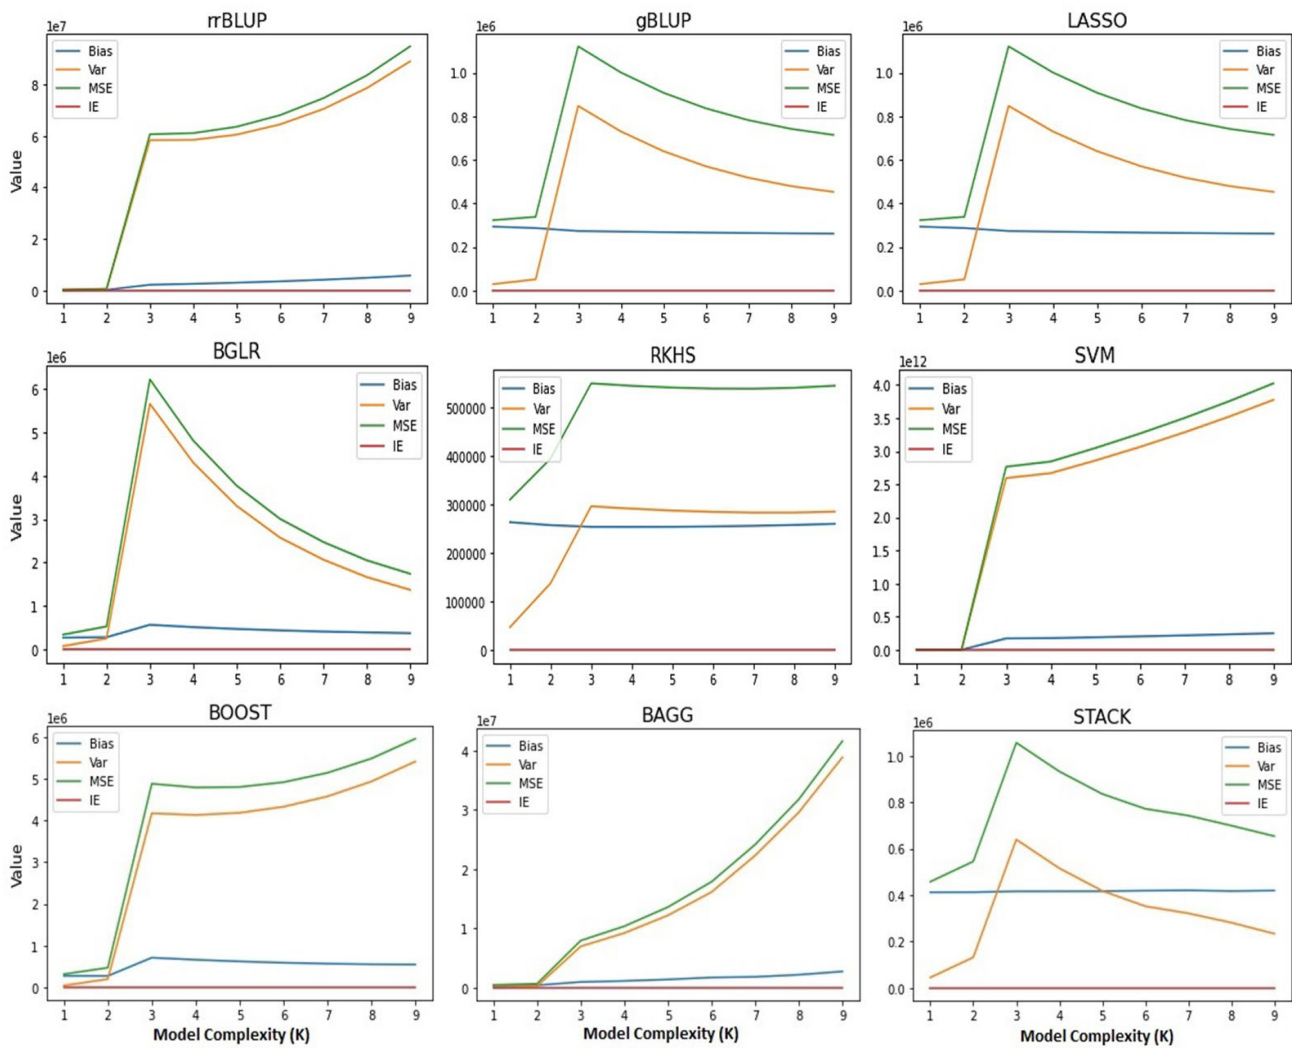 rrBLUP
1e7
Bias
Var
MSE
IE
8
6
4
2
0
Value
1 2 3 4 5 6 7 8 9
gBLUP
1e6
Bias
Var
MSE
IE
1.0
0.8
0.6
0.4
0.2
0.0
1 2 3 4 5 6 7 8 9
LASSO
1e6
Bias
Var
MSE
IE
1.0
0.8
0.6
0.4
0.2
0.0
1 2 3 4 5 6 7 8 9
BGLR
1e6
Bias
Var
MSE
IE
6
5
4
3
2
1
0
Value
1 2 3 4 5 6 7 8 9
RKHS
Bias
Var
MSE
IE
500000
400000
300000
200000
100000
0
1 2 3 4 5 6 7 8 9
SVM
1e12
Bias
Var
MSE
IE
4.0
3.5
3.0
2.5
2.0
1.5
1.0
0.5
0.0
1 2 3 4 5 6 7 8 9
BOOST
1e6
Bias
Var
MSE
IE
6
5
4
3
2
1
0
Value
1 2 3 4 5 6 7 8 9
Model Complexity (K)
BAGG
1e7
Bias
Var
MSE
IE
4
3
2
1
0
1 2 3 4 5 6 7 8 9
Model Complexity (K)
STACK
1e6
Bias
Var
MSE
IE
1.0
0.8
0.6
0.4
0.2
0.0
1 2 3 4 5 6 7 8 9
Model Complexity (K)